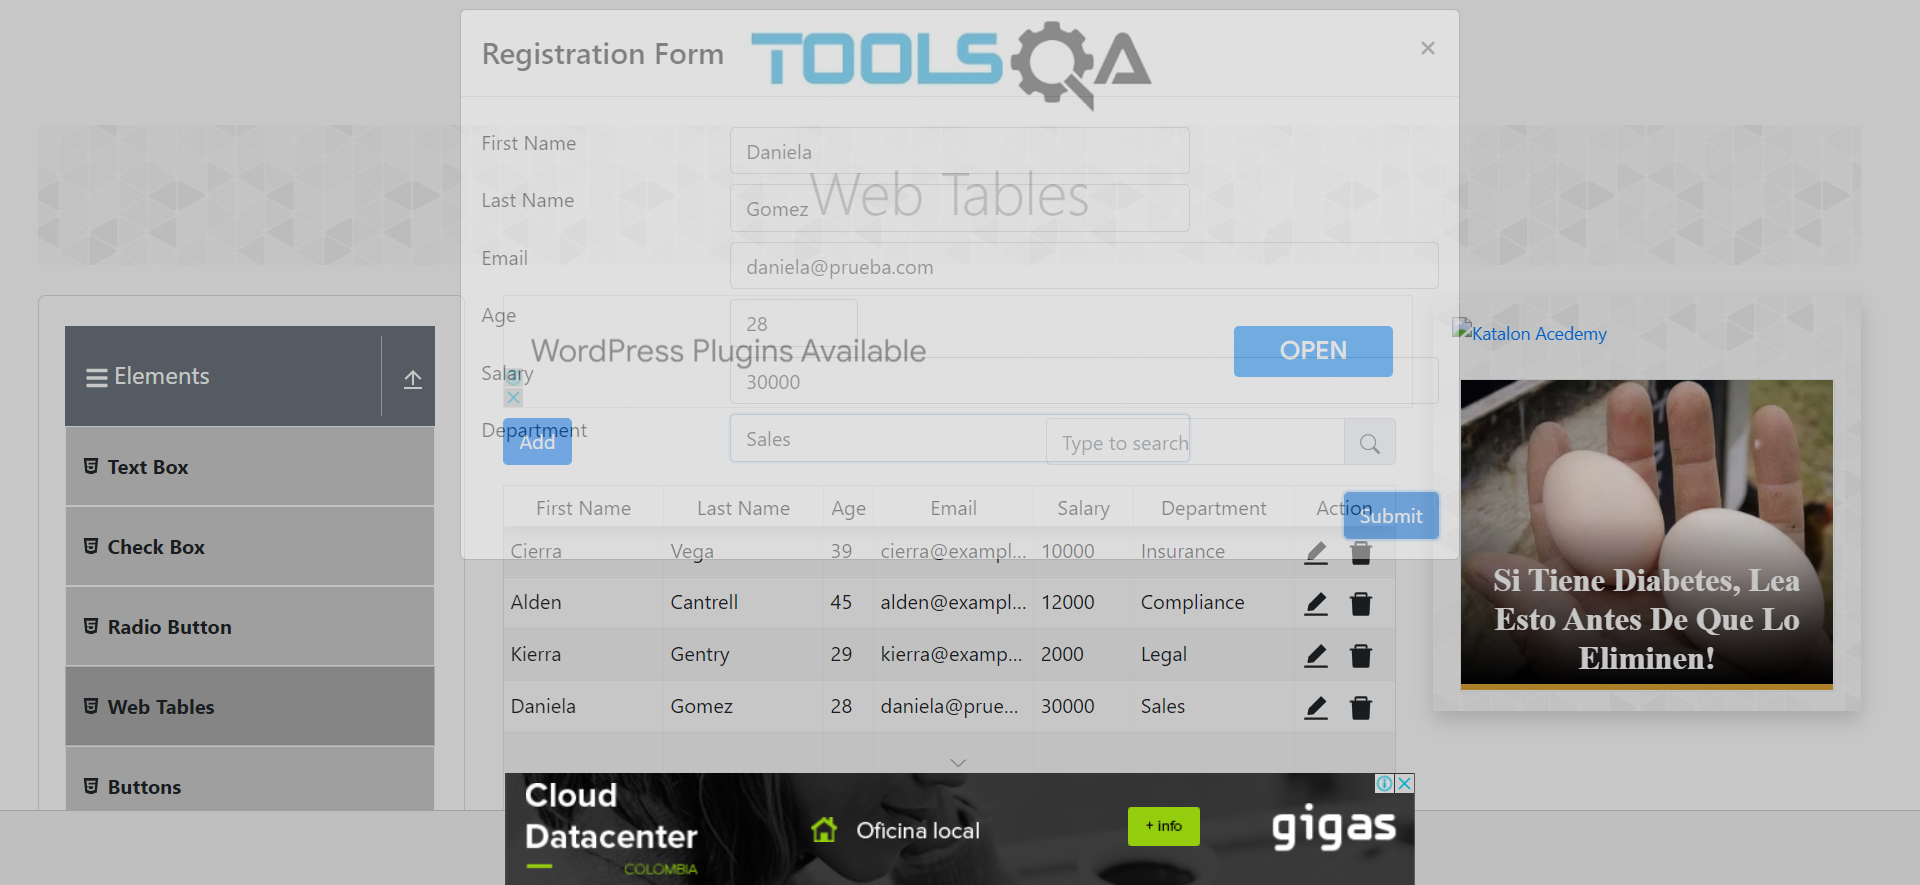 Registration Form
TOOLSQA
×
First Name
Daniela
Web Tables
Last Name
Gomez
Email
daniela@prueba.com
Age
28
WordPress Plugins Available
OPEN
Salary
30000
Department
Sales
Add
Type to search
Submit
First Name Last Name Age Email Salary Department Action
Cierra Vega 39 cierra@exampl... 10000 Insurance
Alden Cantrell 45 alden@exampl... 12000 Compliance
Kierra Gentry 29 kierra@examp... 2000 Legal
Daniela Gomez 28 daniela@prue... 30000 Sales
Elements
Text Box
Check Box
Radio Button
Web Tables
Buttons
Katalon Acedemy
Si Tiene Diabetes, Lea
Esto Antes De Que Lo
Eliminen!
Cloud
Datacenter
COLOMBIA
Oficina local
+ info
gigas